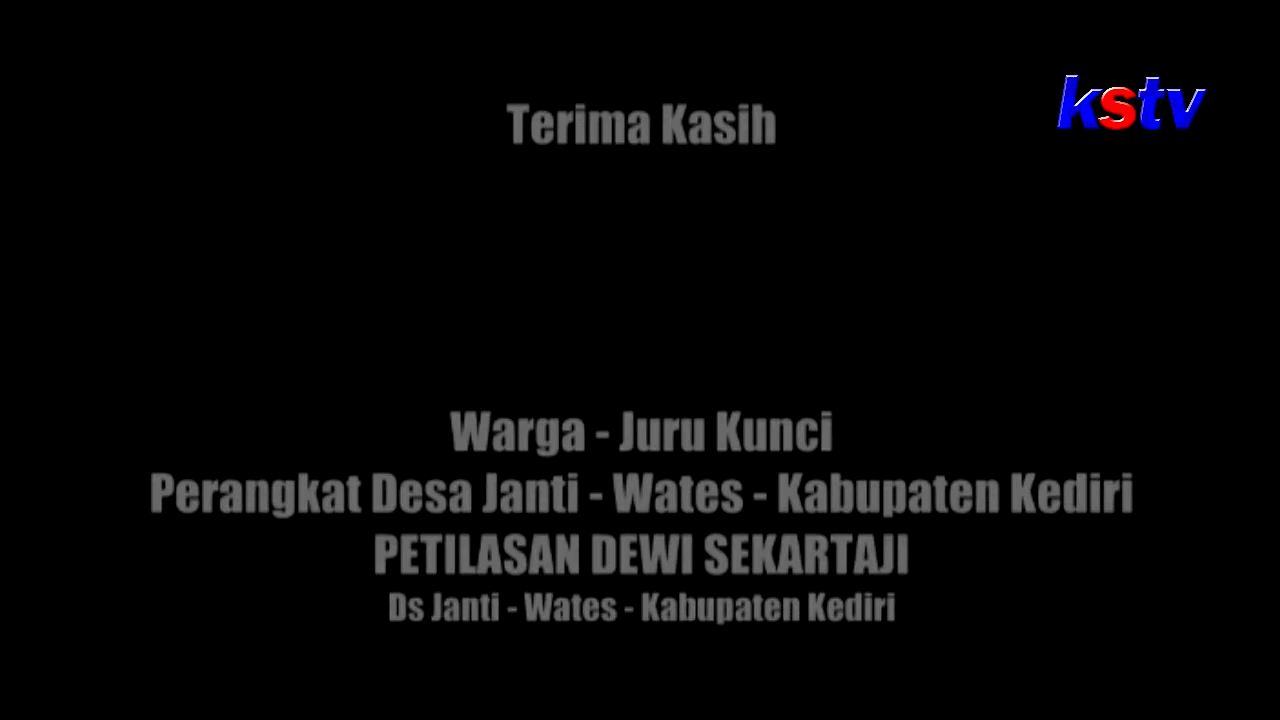 Terima Kasih
kstv
Warga - Juru Kunci
Perangkat Desa Janti - Wates - Kabupaten Kediri
PETILASAN DEWI SEKARTAJI
Ds Janti - Wates - Kabupaten Kediri